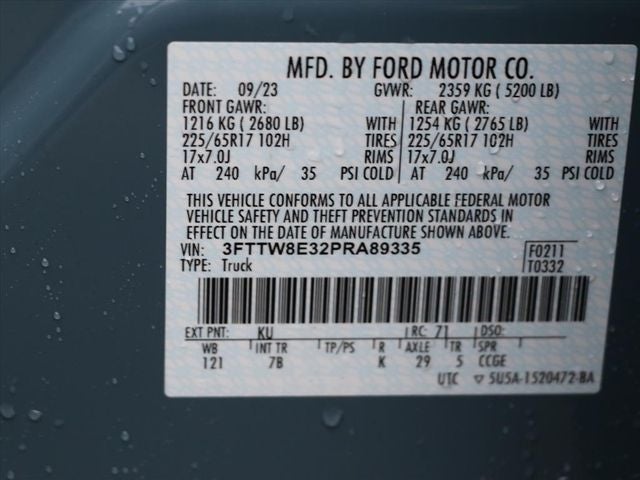 MFD. BY FORD MOTOR CO.
DATE: 09/23 GVWR: 2359 KG ( 5200 LB)
FRONT GAWR: REAR GAWR:
1216 KG ( 2680 LB) WITH 1254 KG ( 2765 LB) WITH
225/65R17 102H TIRES 225/65R17 102H TIRES
17x7.0J RIMS 17x7.0J RIMS
AT 240 kPa/ 35 PSI COLD AT 240 kPa/ 35 PSI COLD
THIS VEHICLE CONFORMS TO ALL APPLICABLE FEDERAL MOTOR
VEHICLE SAFETY AND THEFT PREVENTION STANDARDS IN
EFFECT ON THE DATE OF MANUFACTURE SHOWN ABOVE.
VIN: 3FTTW8E32PRA89335 F0211
TYPE: Truck T0332
EXT PNT: KU RC: 71 DSO:
WB INT TR TP/PS R AXLE TR SPR
121 7B K 29 5 CCGE
UTC ▽ 5U5A-1520472-BA